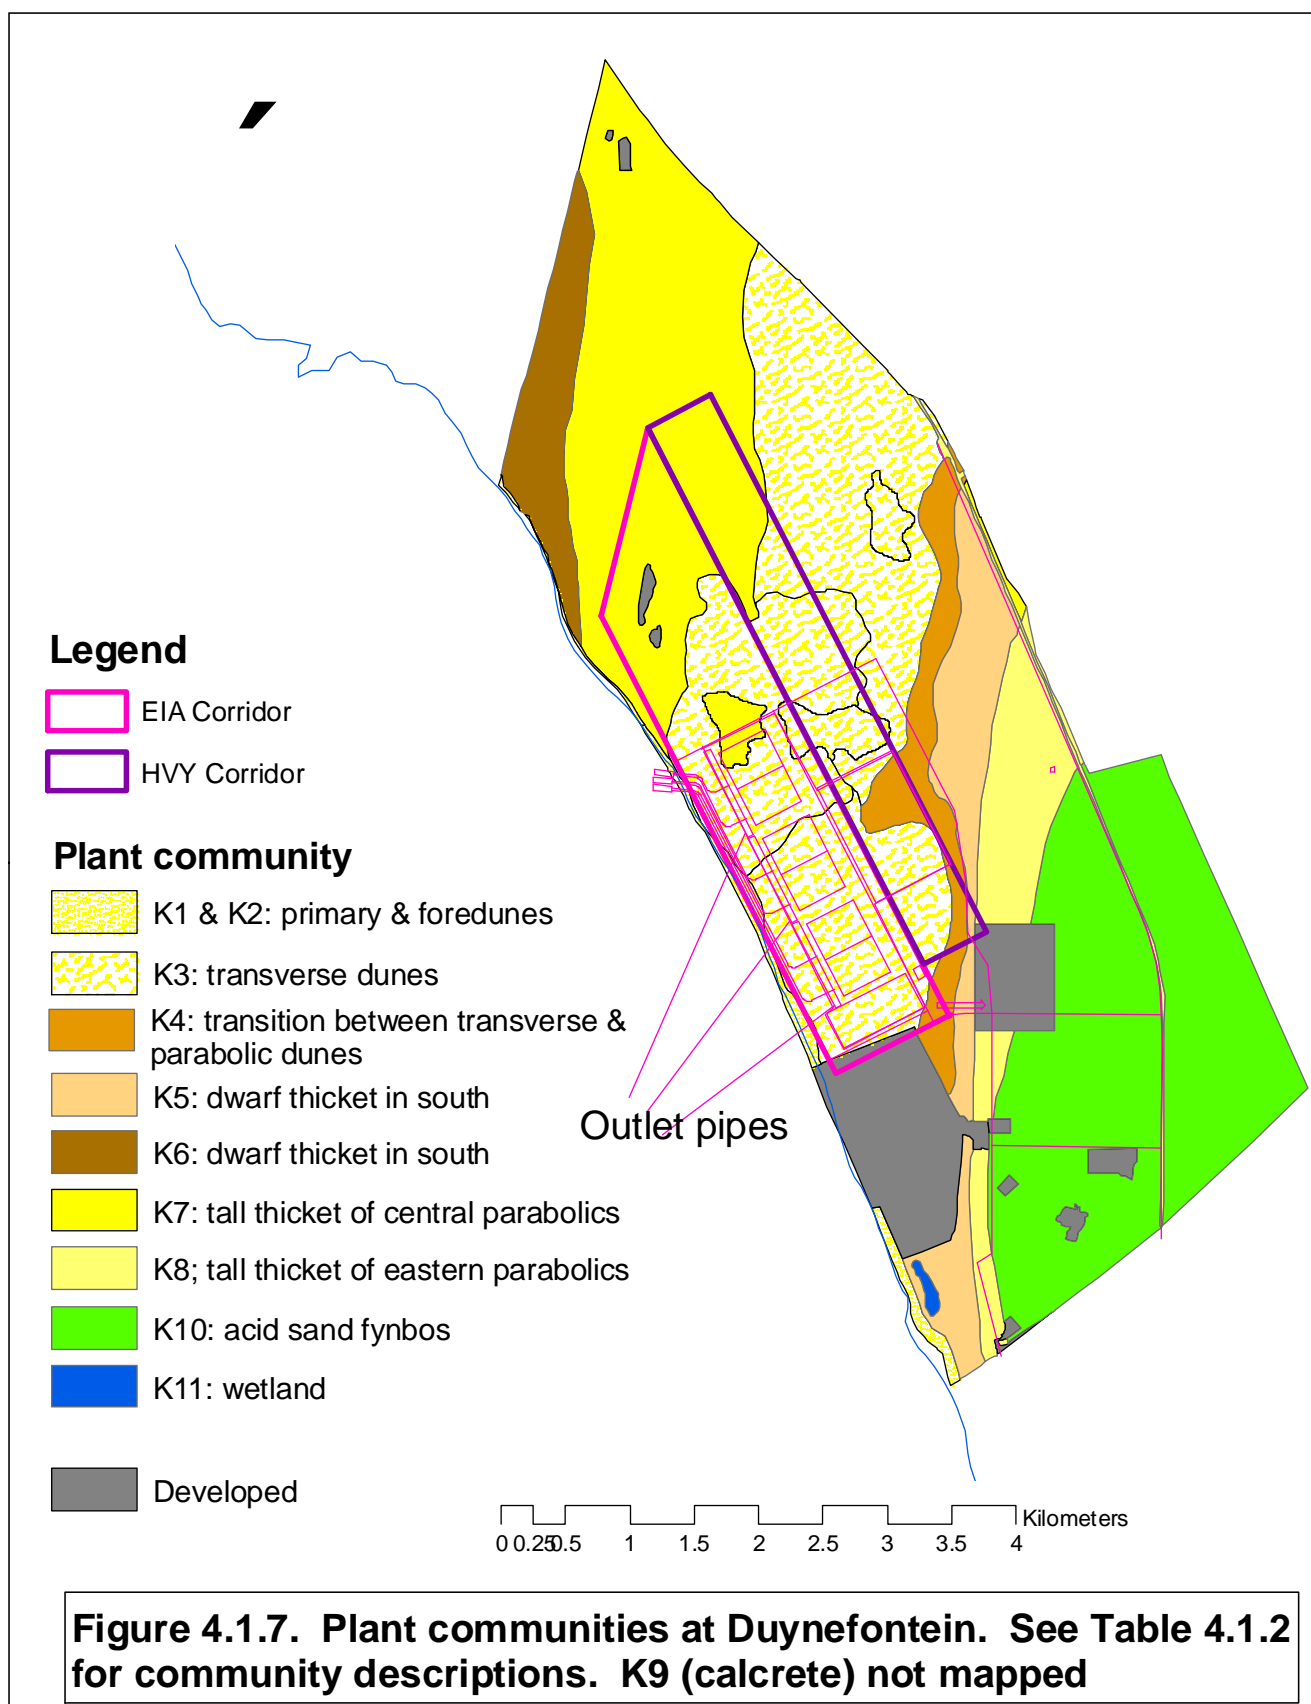 Legend
EIA Corridor
HVY Corridor
Plant community
K1 & K2: primary & foredunes
K3: transverse dunes
K4: transition between transverse &
parabolic dunes
K5: dwarf thicket in south
K6: dwarf thicket in south
K7: tall thicket of central parabolics
K8; tall thicket of eastern parabolics
K10: acid sand fynbos
K11: wetland
Developed
Outlet pipes
Kilometers
0 0.25 0.5 1 1.5 2 2.5 3 3.5 4
Figure 4.1.7. Plant communities at Duynefontein. See Table 4.1.2
for community descriptions. K9 (calcrete) not mapped